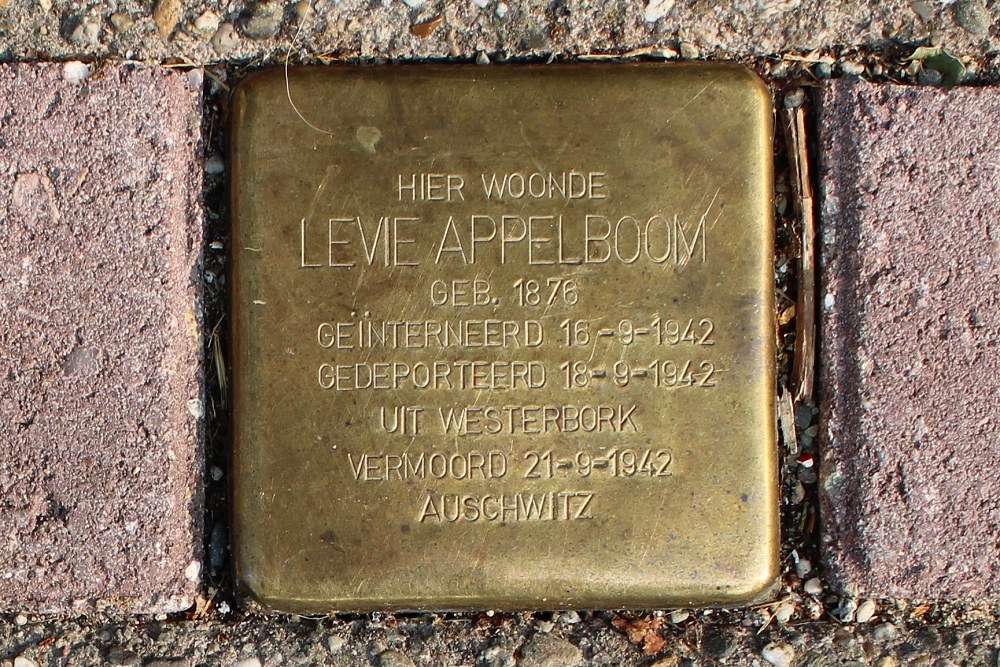 HIER WOONDE
LEVIE APPELBOOM
GEB. 1876
GEÏNTERNEERD 16-9-1942
GEDEPORTEERD 18-9-1942
UIT WESTERBORK
VERMOORD 21-9-1942
AUSCHWITZ